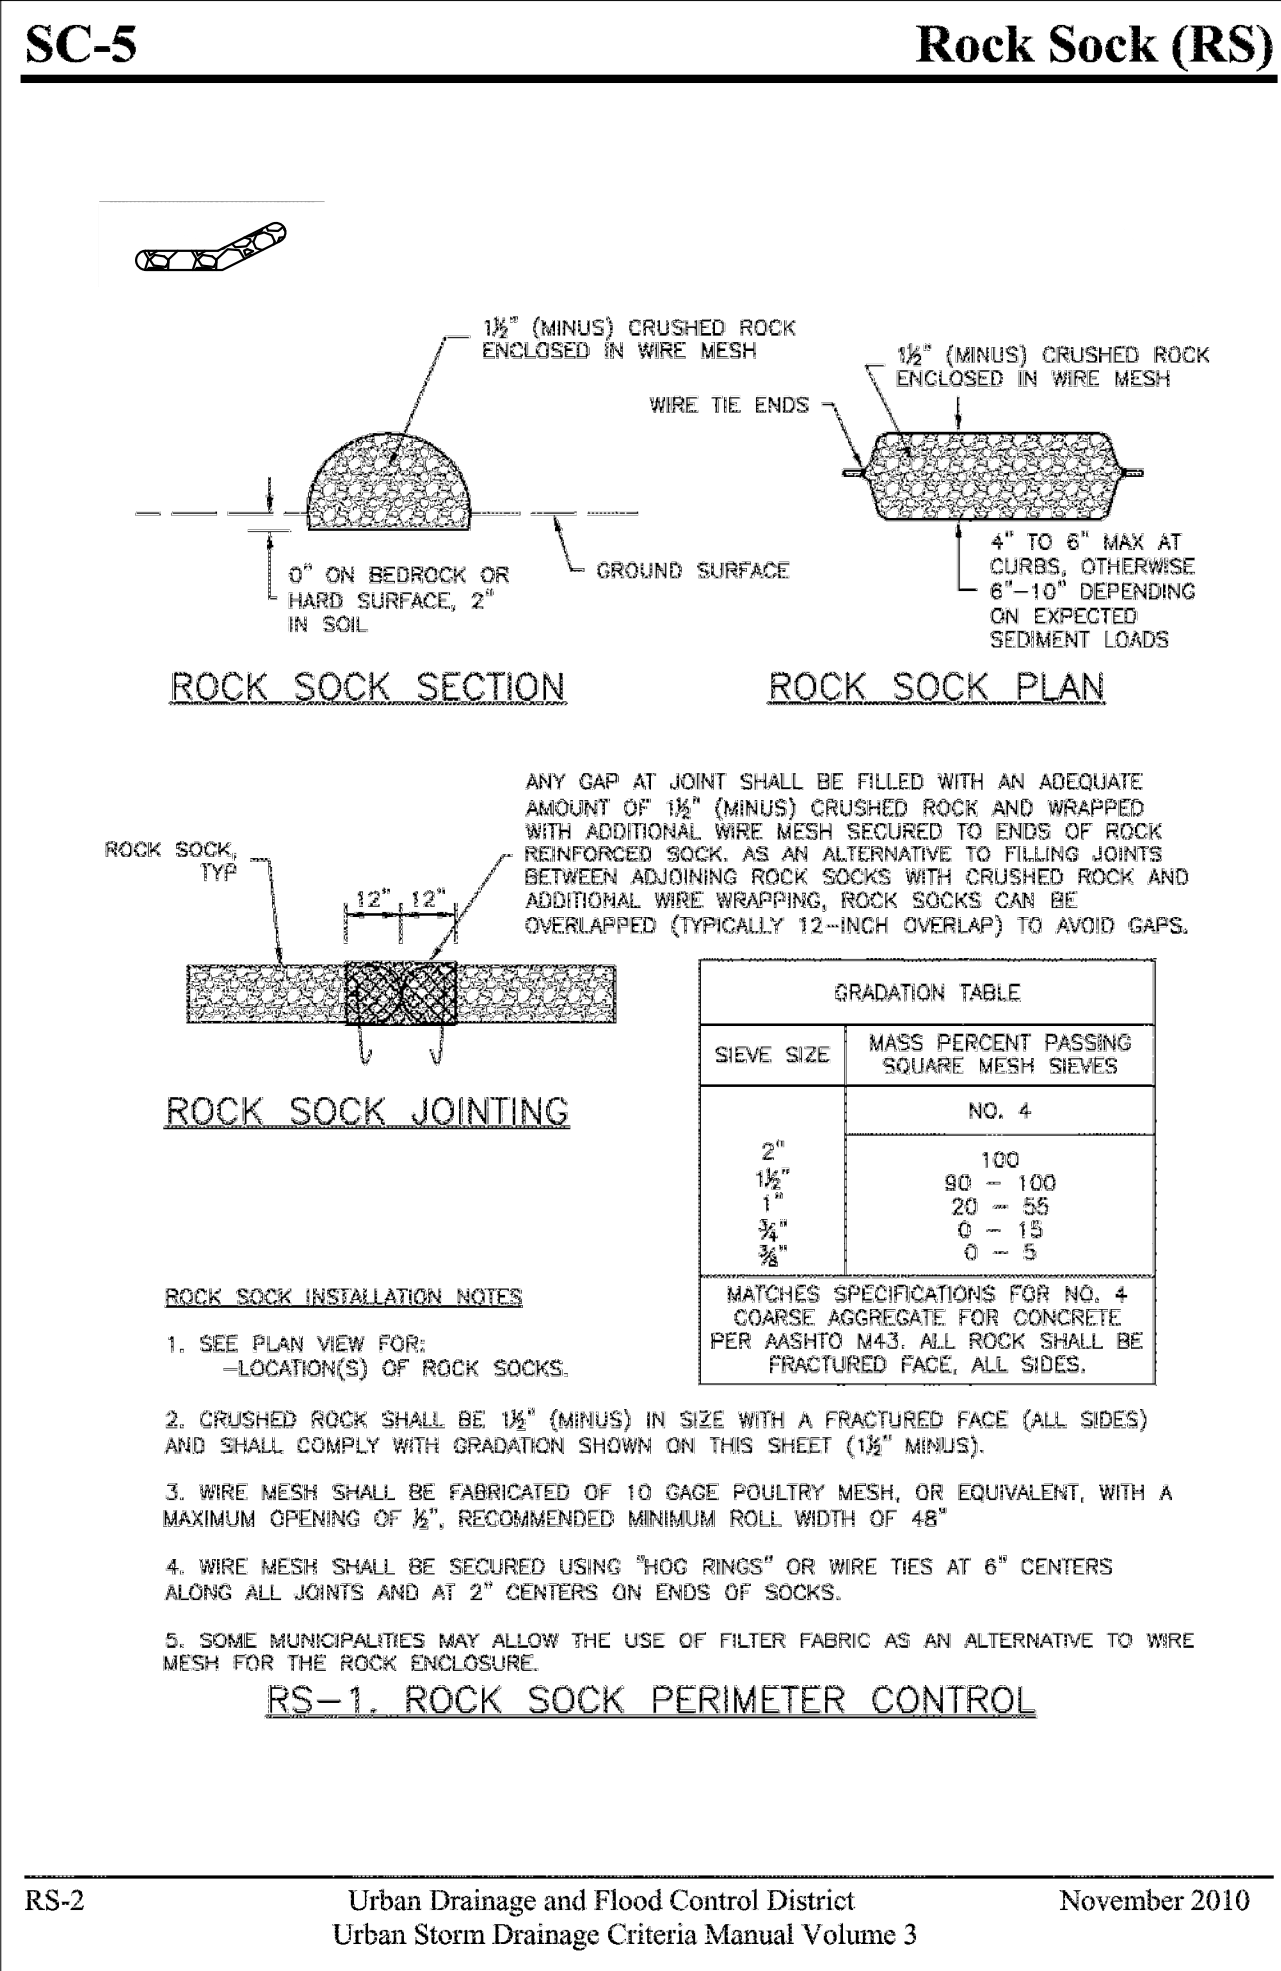 SC-5
Rock Sock (RS)
1½" (MINUS) CRUSHED ROCK
ENCLOSED IN WIRE MESH
1½" (MINUS) CRUSHED ROCK
ENCLOSED IN WIRE MESH
WIRE TIE ENDS
GROUND SURFACE
0" ON BEDROCK OR
HARD SURFACE, 2"
IN SOIL
4" TO 6" MAX AT
CURBS, OTHERWISE
6"-10" DEPENDING
ON EXPECTED
SEDIMENT LOADS
ROCK SOCK SECTION
ROCK SOCK PLAN
ANY GAP AT JOINT SHALL BE FILLED WITH AN ADEQUATE
AMOUNT OF 1½" (MINUS) CRUSHED ROCK AND WRAPPED
WITH ADDITIONAL WIRE MESH SECURED TO ENDS OF ROCK
REINFORCED SOCK. AS AN ALTERNATIVE TO FILLING JOINTS
BETWEEN ADJOINING ROCK SOCKS WITH CRUSHED ROCK AND
ADDITIONAL WIRE WRAPPING, ROCK SOCKS CAN BE
OVERLAPPED (TYPICALLY 12-INCH OVERLAP) TO AVOID GAPS.
ROCK SOCK,
TYP
12" 12"
ROCK SOCK JOINTING
GRADATION TABLE
SIEVE SIZE
MASS PERCENT PASSING
SQUARE MESH SIEVES
NO. 4
2" 100
1½" 90 - 100
1" 20 - 55
¾" 0 - 15
⅜" 0 - 5
MATCHES SPECIFICATIONS FOR NO. 4
COARSE AGGREGATE FOR CONCRETE
PER AASHTO M43. ALL ROCK SHALL BE
FRACTURED FACE, ALL SIDES.
ROCK SOCK INSTALLATION NOTES
1. SEE PLAN VIEW FOR:
-LOCATION(S) OF ROCK SOCKS.
2. CRUSHED ROCK SHALL BE 1½" (MINUS) IN SIZE WITH A FRACTURED FACE (ALL SIDES)
AND SHALL COMPLY WITH GRADATION SHOWN ON THIS SHEET (1½" MINUS).
3. WIRE MESH SHALL BE FABRICATED OF 10 GAGE POULTRY MESH, OR EQUIVALENT, WITH A
MAXIMUM OPENING OF ½", RECOMMENDED MINIMUM ROLL WIDTH OF 48"
4. WIRE MESH SHALL BE SECURED USING "HOG RINGS" OR WIRE TIES AT 6" CENTERS
ALONG ALL JOINTS AND AT 2" CENTERS ON ENDS OF SOCKS.
5. SOME MUNICIPALITIES MAY ALLOW THE USE OF FILTER FABRIC AS AN ALTERNATIVE TO WIRE
MESH FOR THE ROCK ENCLOSURE.
RS-1. ROCK SOCK PERIMETER CONTROL
RS-2
Urban Drainage and Flood Control District
November 2010
Urban Storm Drainage Criteria Manual Volume 3